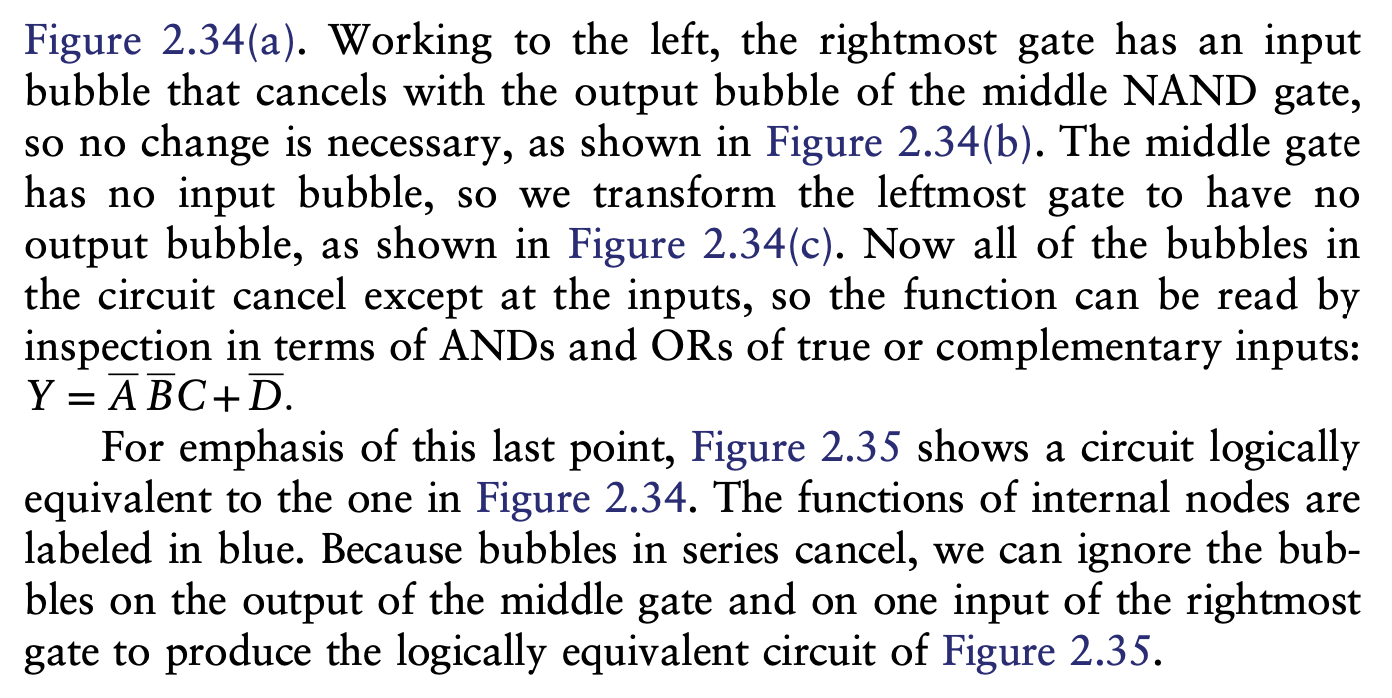 Figure 2.34(a). Working to the left, the rightmost gate has an input
bubble that cancels with the output bubble of the middle NAND gate,
so no change is necessary, as shown in Figure 2.34(b). The middle gate
has no input bubble, so we transform the leftmost gate to have no
output bubble, as shown in Figure 2.34(c). Now all of the bubbles in
the circuit cancel except at the inputs, so the function can be read by
inspection in terms of ANDs and ORs of true or complementary inputs:
Y = A̅ B̅C + D̅.
For emphasis of this last point, Figure 2.35 shows a circuit logically
equivalent to the one in Figure 2.34. The functions of internal nodes are
labeled in blue. Because bubbles in series cancel, we can ignore the bub-
bles on the output of the middle gate and on one input of the rightmost
gate to produce the logically equivalent circuit of Figure 2.35.